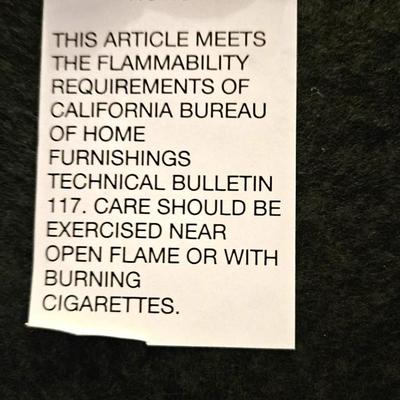 THIS ARTICLE MEETS
THE FLAMMABILITY
REQUIREMENTS OF
CALIFORNIA BUREAU
OF HOME
FURNISHINGS
TECHNICAL BULLETIN
117. CARE SHOULD BE
EXERCISED NEAR
OPEN FLAME OR WITH
BURNING
CIGARETTES.